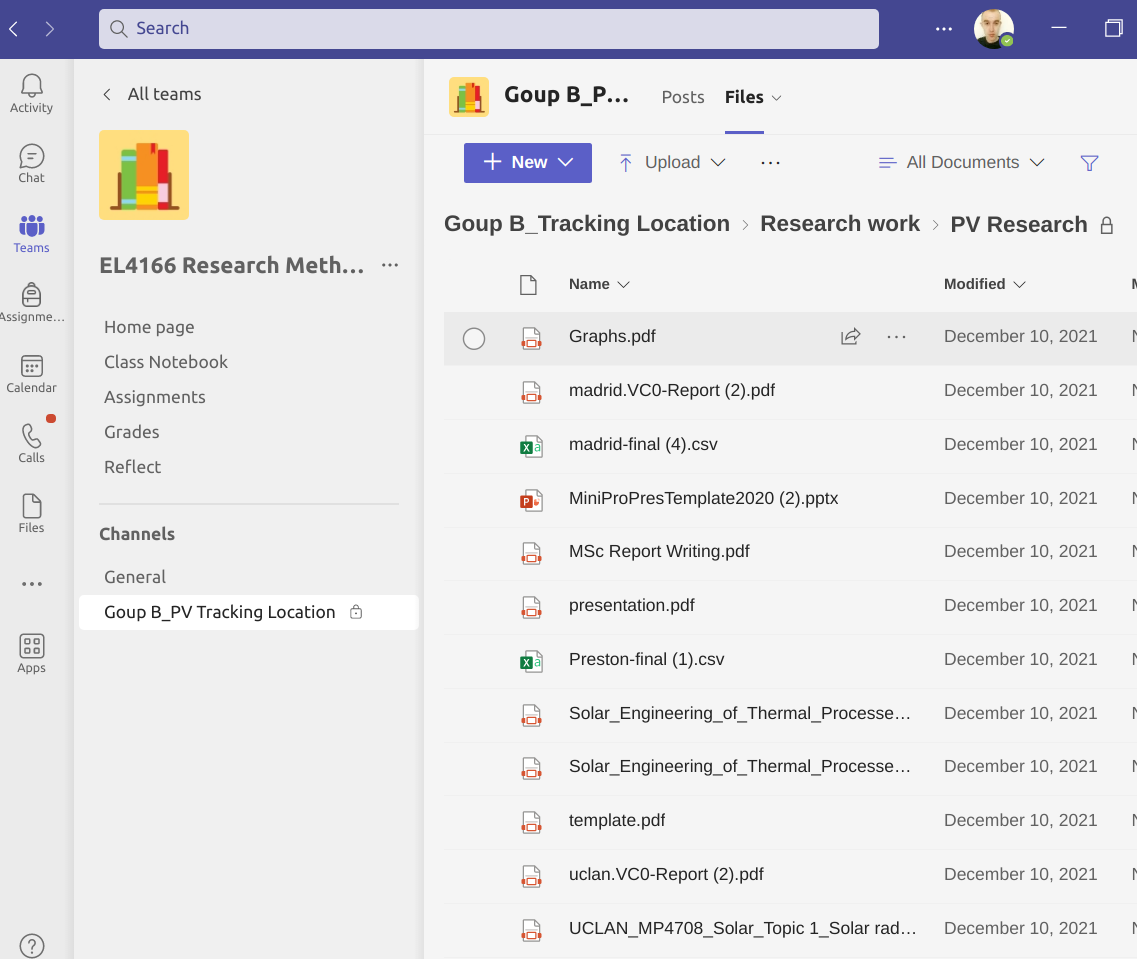 Search
Activity
Chat
Teams
Assignme...
Calendar
Calls
Files
Apps
All teams
EL4166 Research Meth...
Home page
Class Notebook
Assignments
Grades
Reflect
Channels
General
Goup B_PV Tracking Location
Goup B_P... Posts Files
New Upload All Documents
Goup B_Tracking Location > Research work > PV Research
Name Modified
Graphs.pdf December 10, 2021
madrid.VC0-Report (2).pdf December 10, 2021
madrid-final (4).csv December 10, 2021
MiniProPresTemplate2020 (2).pptx December 10, 2021
MSc Report Writing.pdf December 10, 2021
presentation.pdf December 10, 2021
Preston-final (1).csv December 10, 2021
Solar_Engineering_of_Thermal_Processe... December 10, 2021
Solar_Engineering_of_Thermal_Processe... December 10, 2021
template.pdf December 10, 2021
uclan.VC0-Report (2).pdf December 10, 2021
UCLAN_MP4708_Solar_Topic 1_Solar rad... December 10, 2021